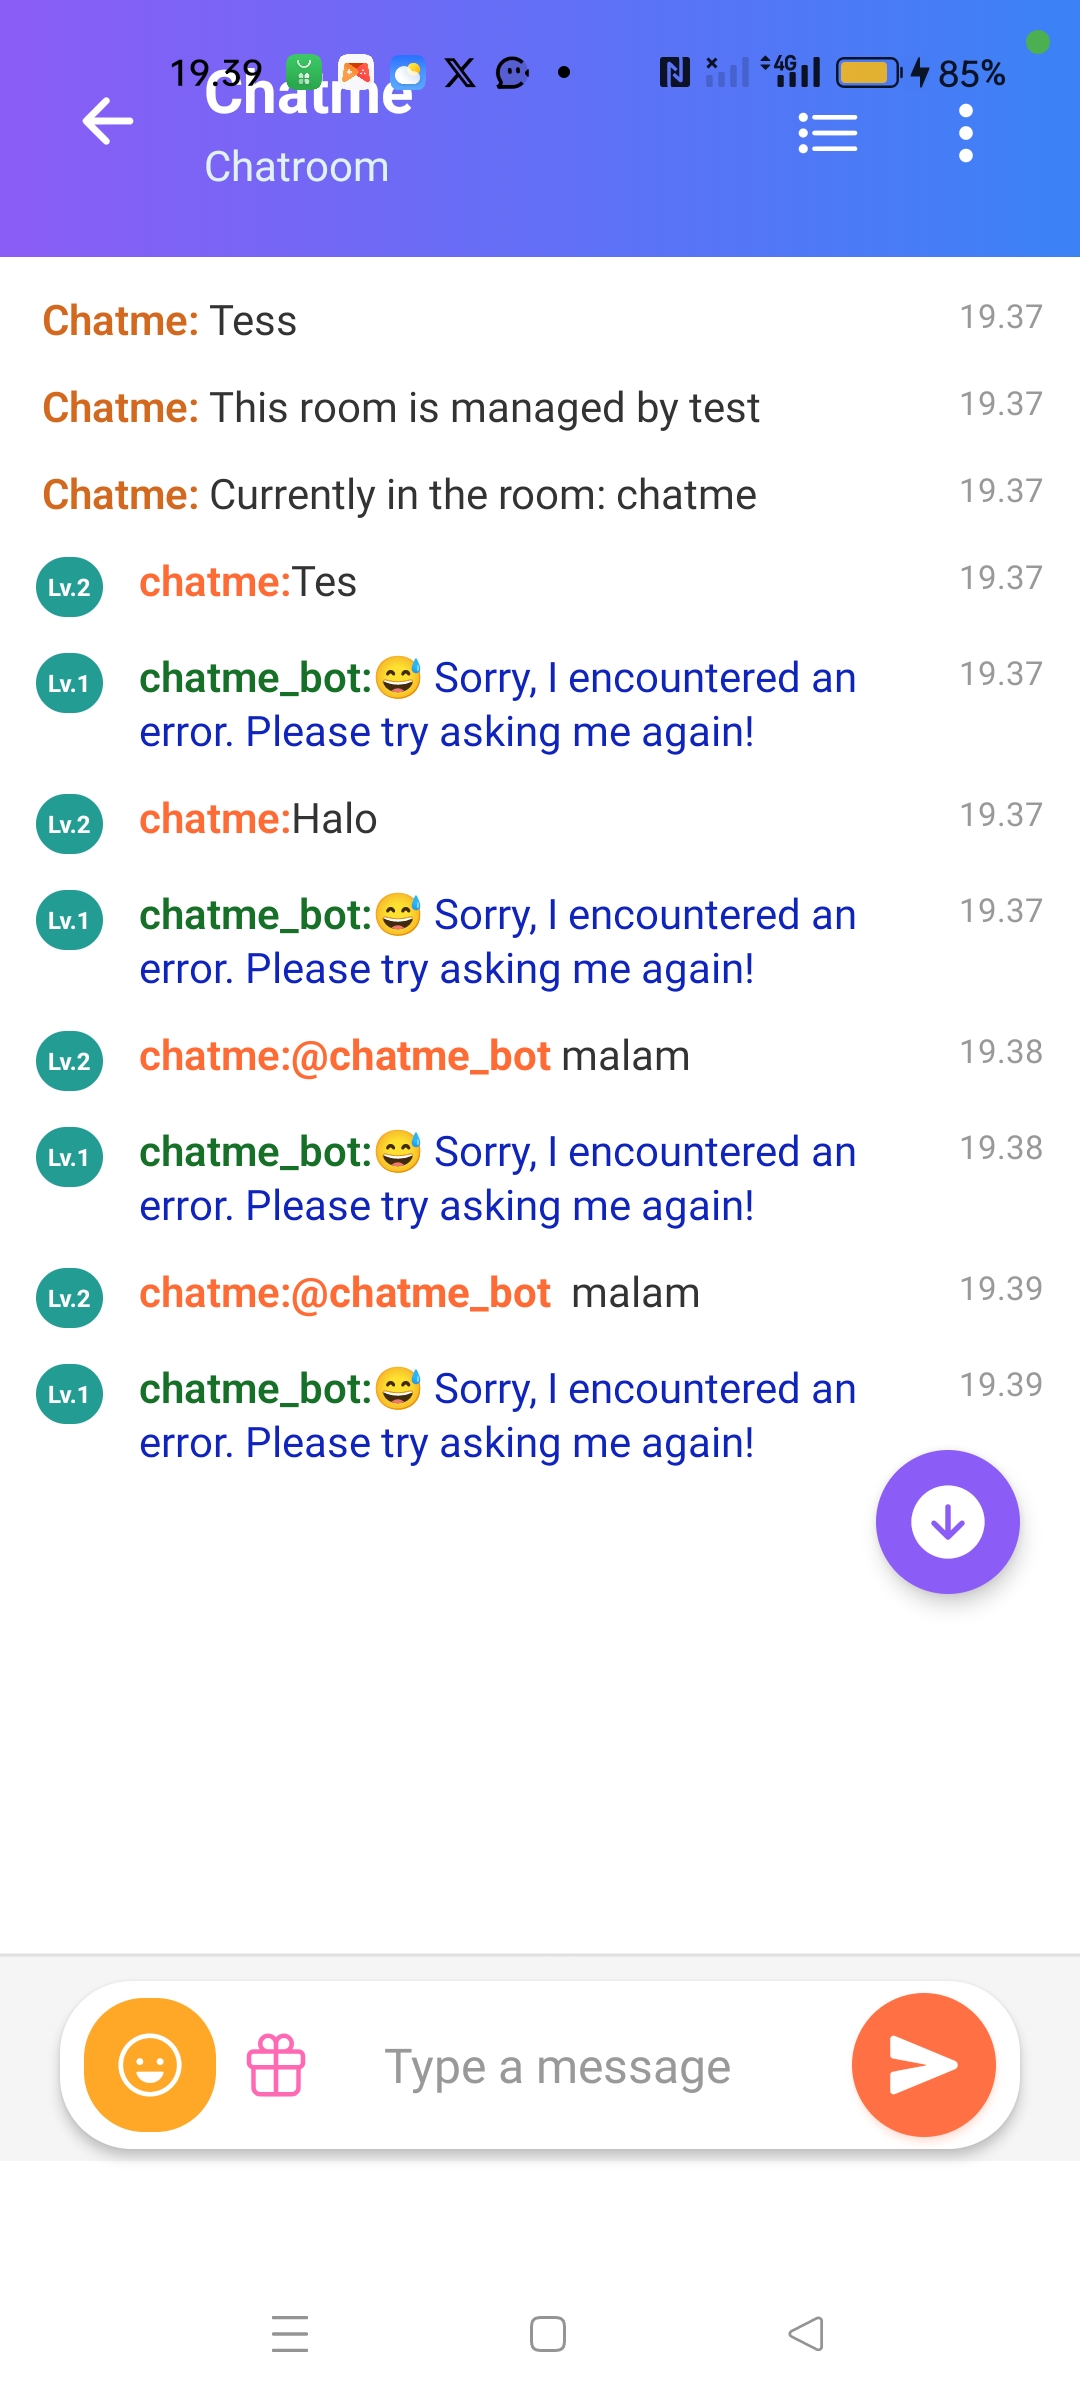 19.39
4G
85%
Chatme
Chatroom
Chatme: Tess 19.37
Chatme: This room is managed by test 19.37
Chatme: Currently in the room: chatme 19.37
Lv.2 chatme:Tes 19.37
Lv.1 chatme_bot:😅 Sorry, I encountered an 19.37
error. Please try asking me again!
Lv.2 chatme:Halo 19.37
Lv.1 chatme_bot:😅 Sorry, I encountered an 19.37
error. Please try asking me again!
Lv.2 chatme:@chatme_bot malam 19.38
Lv.1 chatme_bot:😅 Sorry, I encountered an 19.38
error. Please try asking me again!
Lv.2 chatme:@chatme_bot  malam 19.39
Lv.1 chatme_bot:😅 Sorry, I encountered an 19.39
error. Please try asking me again!
Type a message